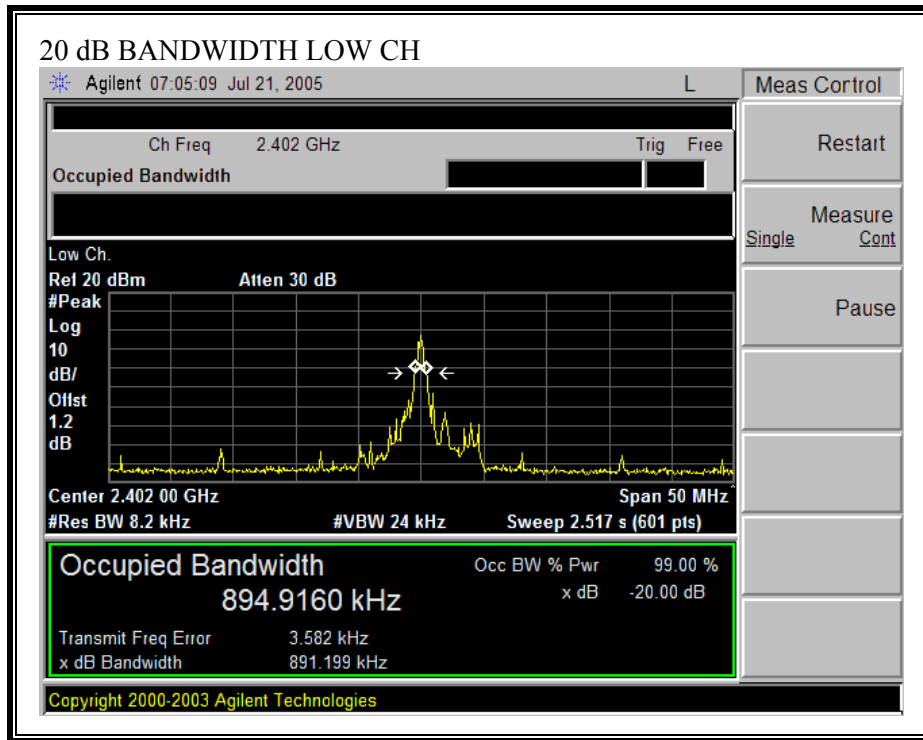 20 dB BANDWIDTH LOW CH
Agilent 07:05:09 Jul 21, 2005 L
Meas Control
Ch Freq 2.402 GHz Trig Free
Occupied Bandwidth
Restart
Measure
Single Cont
Pause
Low Ch.
Ref 20 dBm Atten 30 dB
#Peak
Log
10
dB/
Offst
1.2
dB
Center 2.402 00 GHz Span 50 MHz
#Res BW 8.2 kHz #VBW 24 kHz Sweep 2.517 s (601 pts)
Occupied Bandwidth
894.9160 kHz
Occ BW % Pwr 99.00 %
x dB -20.00 dB
Transmit Freq Error 3.582 kHz
x dB Bandwidth 891.199 kHz
Copyright 2000-2003 Agilent Technologies